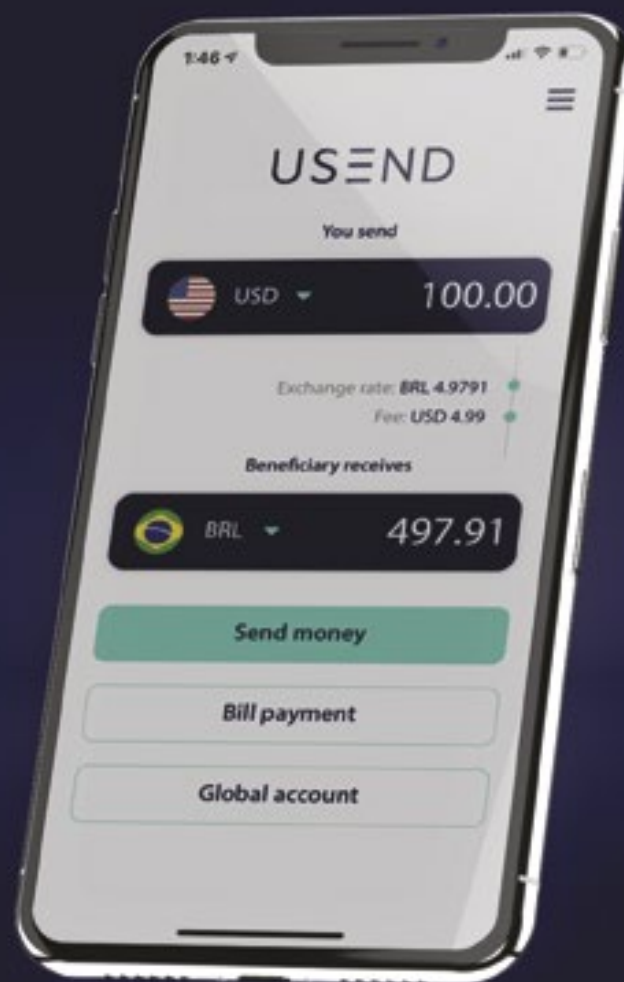 1:46
USEND
You send
USD 100.00
Exchange rate: BRL 4.9791
Fee: USD 4.99
Beneficiary receives
BRL 497.91
Send money
Bill payment
Global account